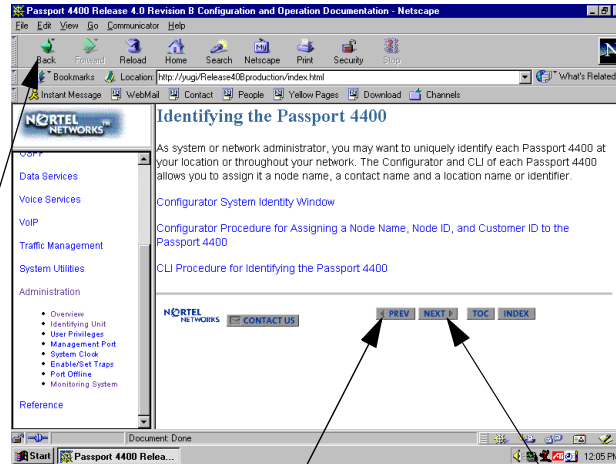 Passport 4400 Release 4.0 Revision B Configuration and Operation Documentation - Netscape
File Edit View Go Communicator Help
Back Forward Reload Home Search Netscape Print Security Stop
Bookmarks Location: http://yugi/Release40Bproduction/index.html What's Related
Instant Message WebMail Contact People Yellow Pages Download Channels
NORTEL
NETWORKS™
OSPF
Data Services
Voice Services
VoIP
Traffic Management
System Utilities
Administration
• Overview
• Identifying Unit
• User Privileges
• Management Port
• System Clock
• Enable/Set Traps
• Port Offline
• Monitoring System
Reference
Identifying the Passport 4400
As system or network administrator, you may want to uniquely identify each Passport 4400 at
your location or throughout your network. The Configurator and CLI of each Passport 4400
allows you to assign it a node name, a contact name and a location name or identifier.
Configurator System Identity Window
Configurator Procedure for Assigning a Node Name, Node ID, and Customer ID to the
Passport 4400
CLI Procedure for Identifying the Passport 4400
NORTEL
NETWORKS
CONTACT US
PREV NEXT TOC INDEX
Document: Done
Start Passport 4400 Relea... 12:05 PM